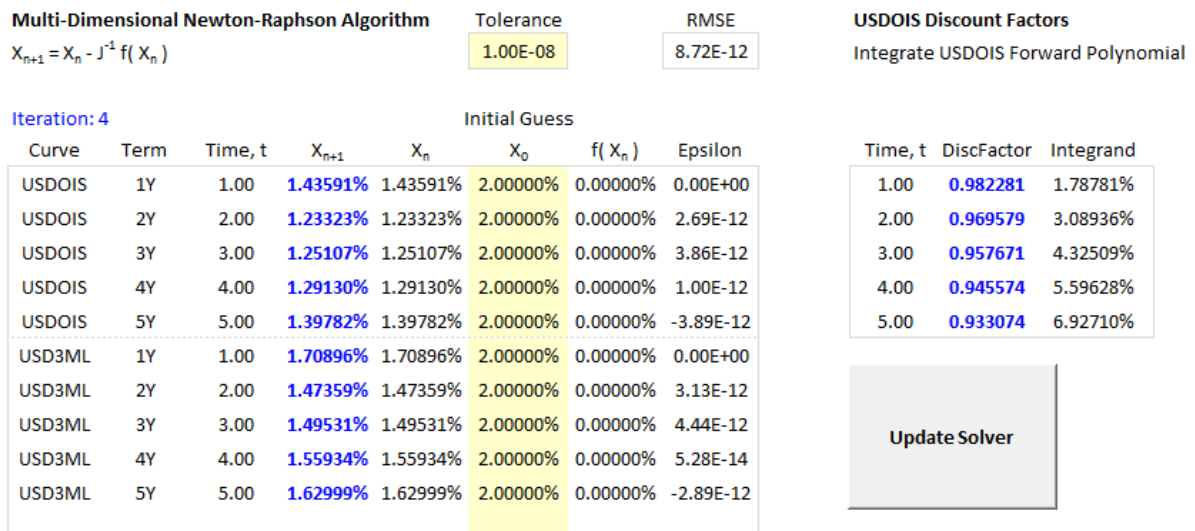 Multi-Dimensional Newton-Raphson Algorithm Tolerance RMSE USDOIS Discount Factors
Xₙ₊₁ = Xₙ - J⁻¹ f( Xₙ ) 1.00E-08 8.72E-12 Integrate USDOIS Forward Polynomial
Iteration: 4 Initial Guess
Curve Term Time, t Xₙ₊₁ Xₙ X₀ f( Xₙ ) Epsilon Time, t DiscFactor Integrand
USDOIS 1Y 1.00 1.43591% 1.43591% 2.00000% 0.00000% 0.00E+00 1.00 0.982281 1.78781%
USDOIS 2Y 2.00 1.23323% 1.23323% 2.00000% 0.00000% 2.69E-12 2.00 0.969579 3.08936%
USDOIS 3Y 3.00 1.25107% 1.25107% 2.00000% 0.00000% 3.86E-12 3.00 0.957671 4.32509%
USDOIS 4Y 4.00 1.29130% 1.29130% 2.00000% 0.00000% 1.00E-12 4.00 0.945574 5.59628%
USDOIS 5Y 5.00 1.39782% 1.39782% 2.00000% 0.00000% -3.89E-12 5.00 0.933074 6.92710%
USD3ML 1Y 1.00 1.70896% 1.70896% 2.00000% 0.00000% 0.00E+00
USD3ML 2Y 2.00 1.47359% 1.47359% 2.00000% 0.00000% 3.13E-12
USD3ML 3Y 3.00 1.49531% 1.49531% 2.00000% 0.00000% 4.44E-12
Update Solver
USD3ML 4Y 4.00 1.55934% 1.55934% 2.00000% 0.00000% 5.28E-14
USD3ML 5Y 5.00 1.62999% 1.62999% 2.00000% 0.00000% -2.89E-12